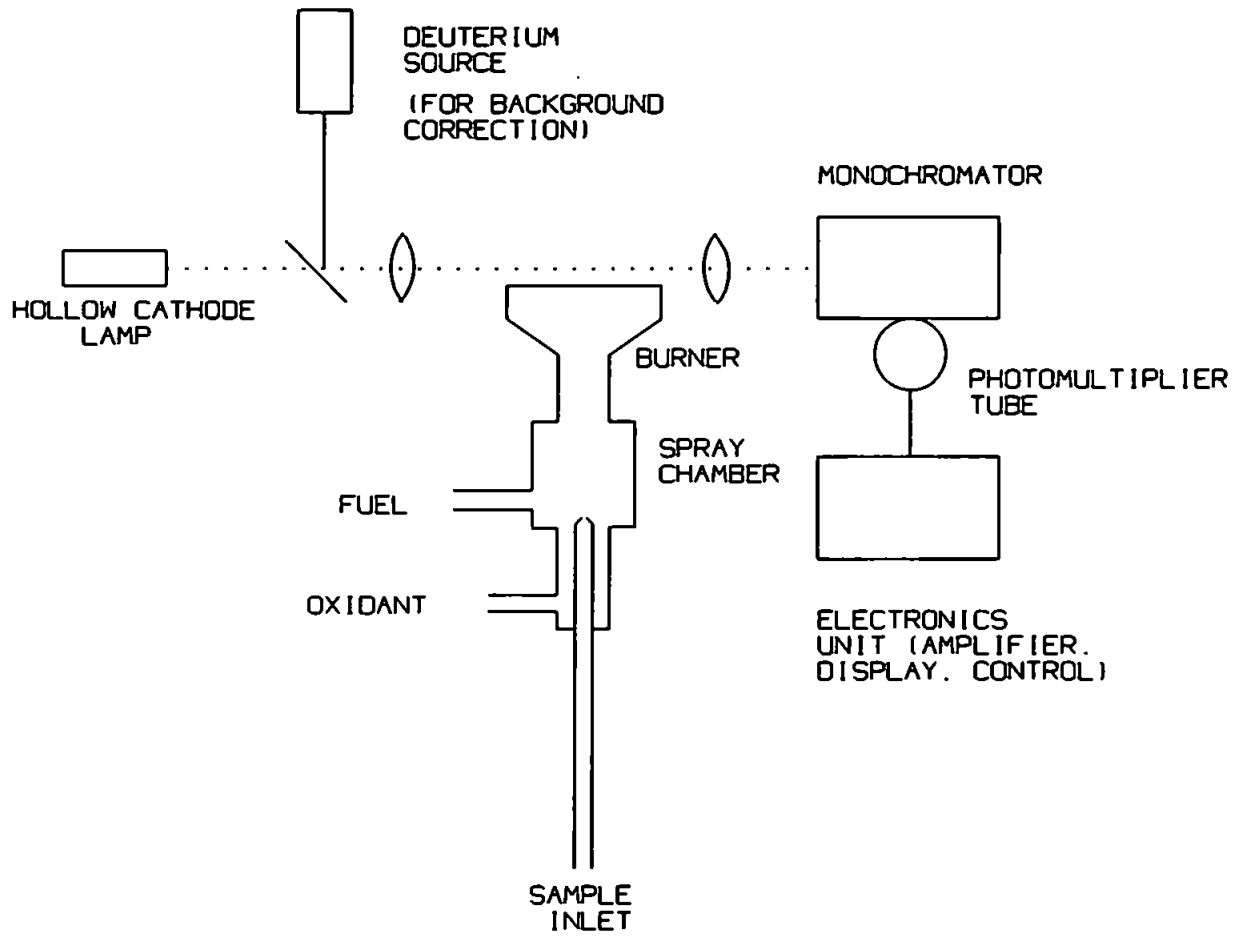 DEUTERIUM
SOURCE
(FOR BACKGROUND
CORRECTION)
MONOCHROMATOR
HOLLOW CATHODE
LAMP
BURNER
PHOTOMULTIPLIER
TUBE
SPRAY
CHAMBER
FUEL
OXIDANT
ELECTRONICS
UNIT (AMPLIFIER.
DISPLAY. CONTROL)
SAMPLE
INLET